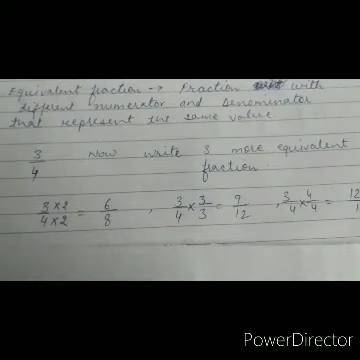 Equivalent fraction → Fraction with
different numerator and Denominator
that represent the same value
3/4 Now write 3 more equivalent
fraction.
3×2/4×2 = 6/8 , 3/4 × 3/3 = 9/12 , 3/4 × 4/4 = 12/1
PowerDirector